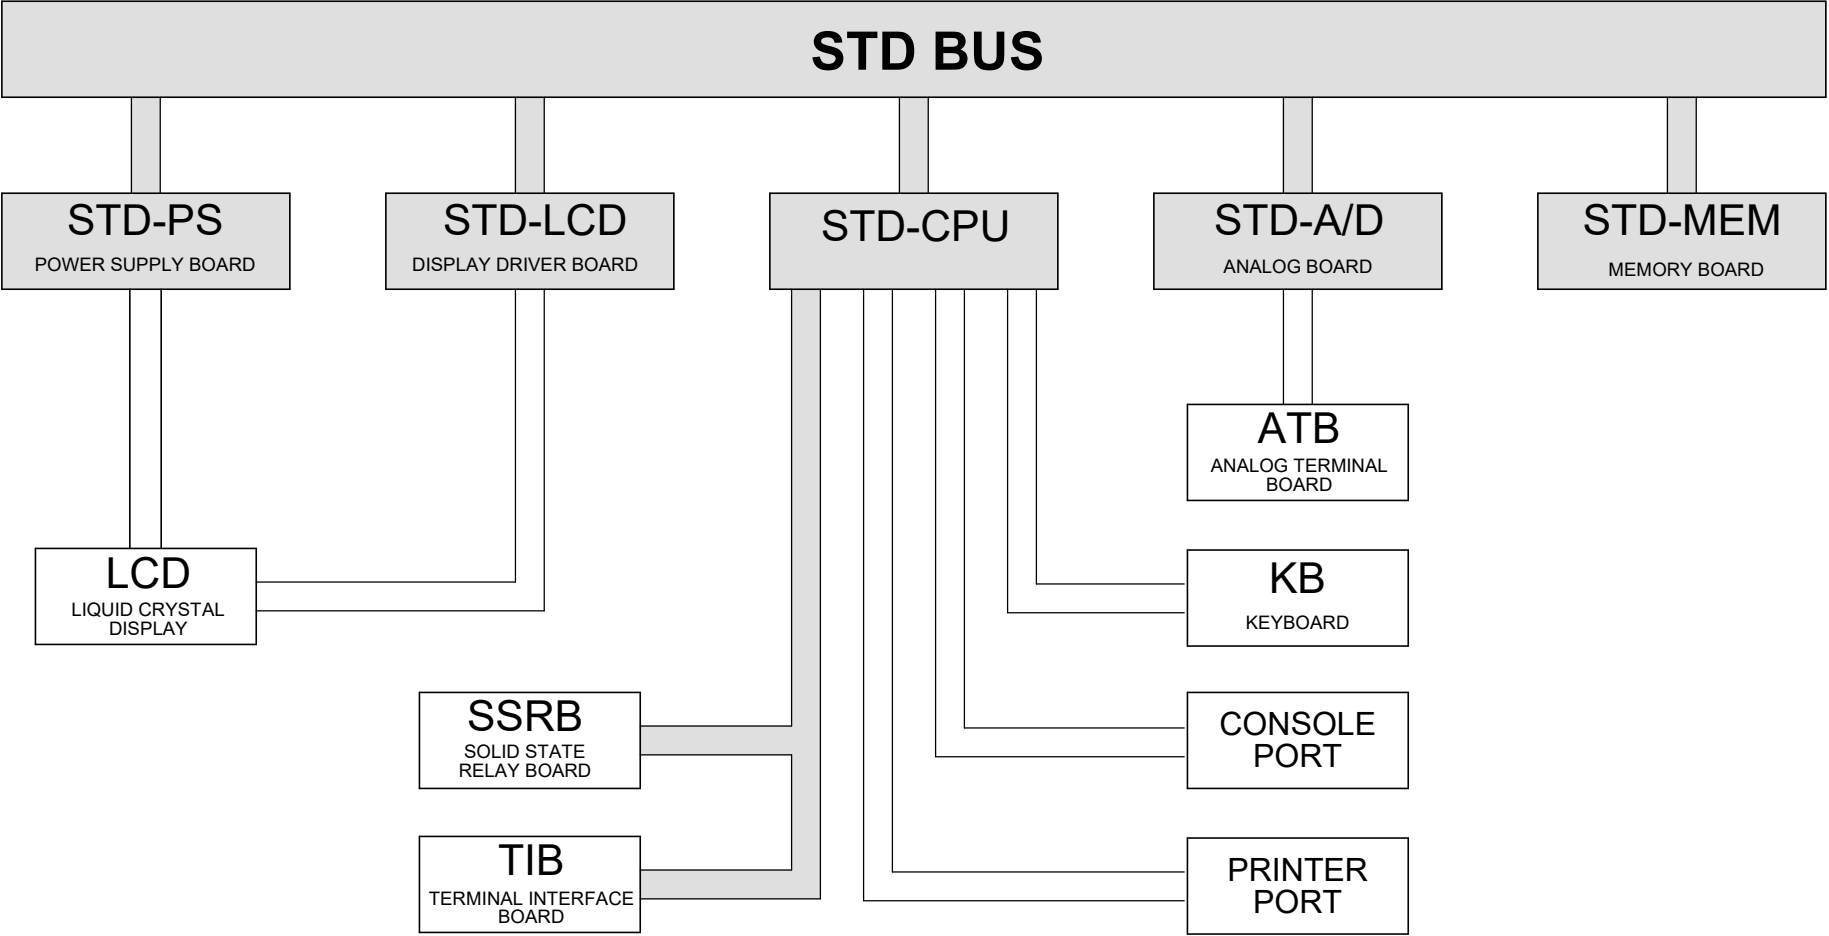 STD BUS
STD-PS
POWER SUPPLY BOARD
STD-LCD
DISPLAY DRIVER BOARD
STD-CPU
STD-A/D
ANALOG BOARD
STD-MEM
MEMORY BOARD
ATB
ANALOG TERMINAL
BOARD
LCD
LIQUID CRYSTAL
DISPLAY
KB
KEYBOARD
SSRB
SOLID STATE
RELAY BOARD
CONSOLE
PORT
TIB
TERMINAL INTERFACE
BOARD
PRINTER
PORT